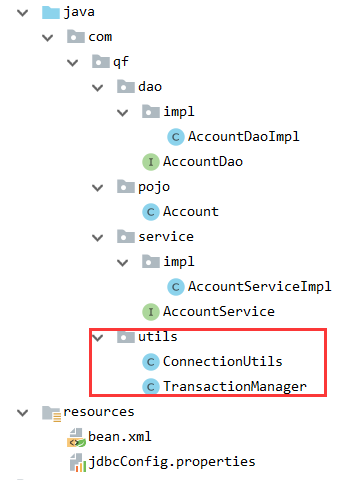 java
com
qf
dao
impl
AccountDaoImpl
AccountDao
pojo
Account
service
impl
AccountServiceImpl
AccountService
utils
ConnectionUtils
TransactionManager
resources
bean.xml
jdbcConfig.properties